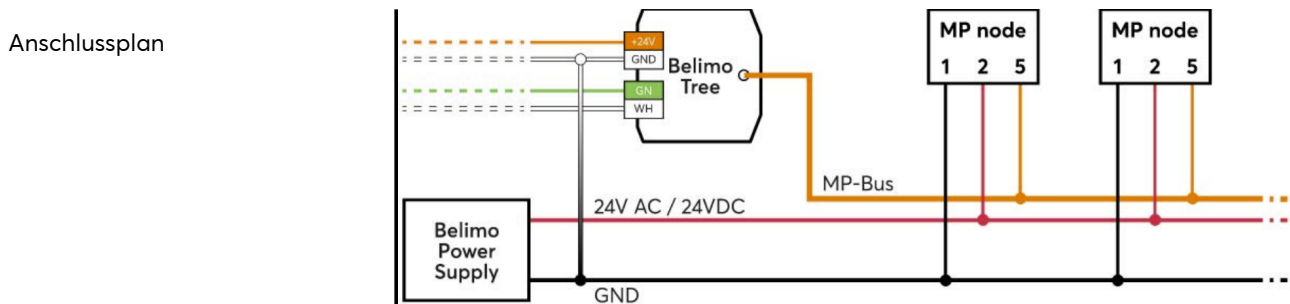 Anschlussplan
+24V
GND
GN
WH
Belimo
Tree
MP node
1 2 5
MP node
1 2 5
MP-Bus
24V AC / 24VDC
Belimo
Power
Supply
GND